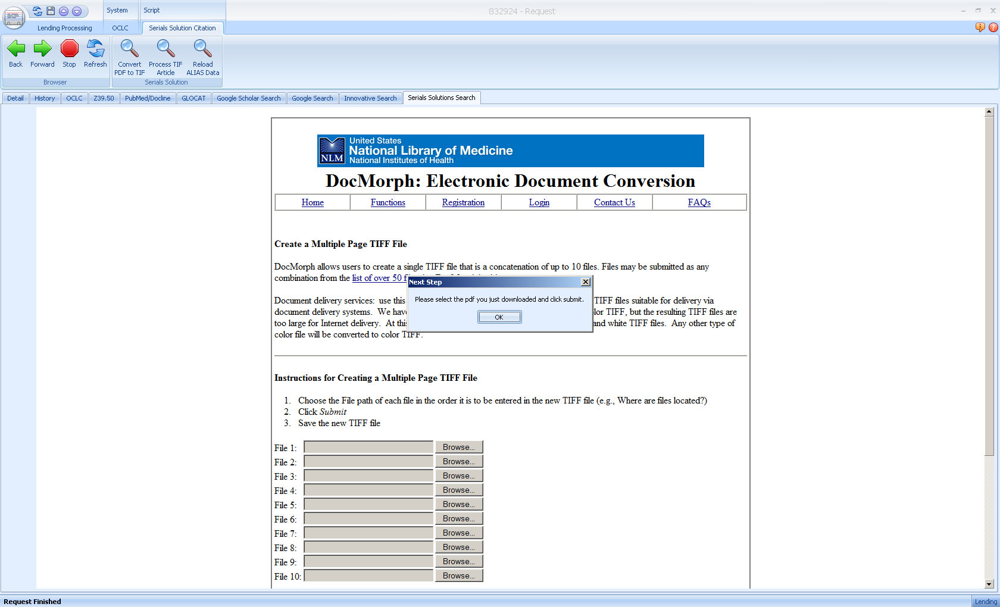 System
Script
832924 - Request
Lending Processing
OCLC
Serials Solution Citation
Back
Forward
Stop
Refresh
Convert PDF to TIF
Process TIF Article
Reload ALIAS Data
Browser
Serials Solution
Detail
History
OCLC
Z39.50
PubMed/Docline
GLOCAT
Google Scholar Search
Google Search
Innovative Search
Serials Solutions Search
United States
National Library of Medicine
National Institutes of Health
NLM
DocMorph: Electronic Document Conversion
Home
Functions
Registration
Login
Contact Us
FAQs
Create a Multiple Page TIFF File
DocMorph allows users to create a single TIFF file that is a concatenation of up to 10 files. Files may be submitted as any
combination from the list of over 50 f
Next Step
Please select the pdf you just downloaded and click submit.
OK
Document delivery services: use this TIFF files suitable for delivery via
document delivery systems. We hav lor TIFF, but the resulting TIFF files are
too large for Internet delivery. At thi and white TIFF files. Any other type of
color file will be converted to color TIFF.
Instructions for Creating a Multiple Page TIFF File
1. Choose the File path of each file in the order it is to be entered in the new TIFF file (e.g., Where are files located?)
2. Click Submit
3. Save the new TIFF file
File 1: Browse...
File 2: Browse...
File 3: Browse...
File 4: Browse...
File 5: Browse...
File 6: Browse...
File 7: Browse...
File 8: Browse...
File 9: Browse...
File 10: Browse...
Request Finished
Lending